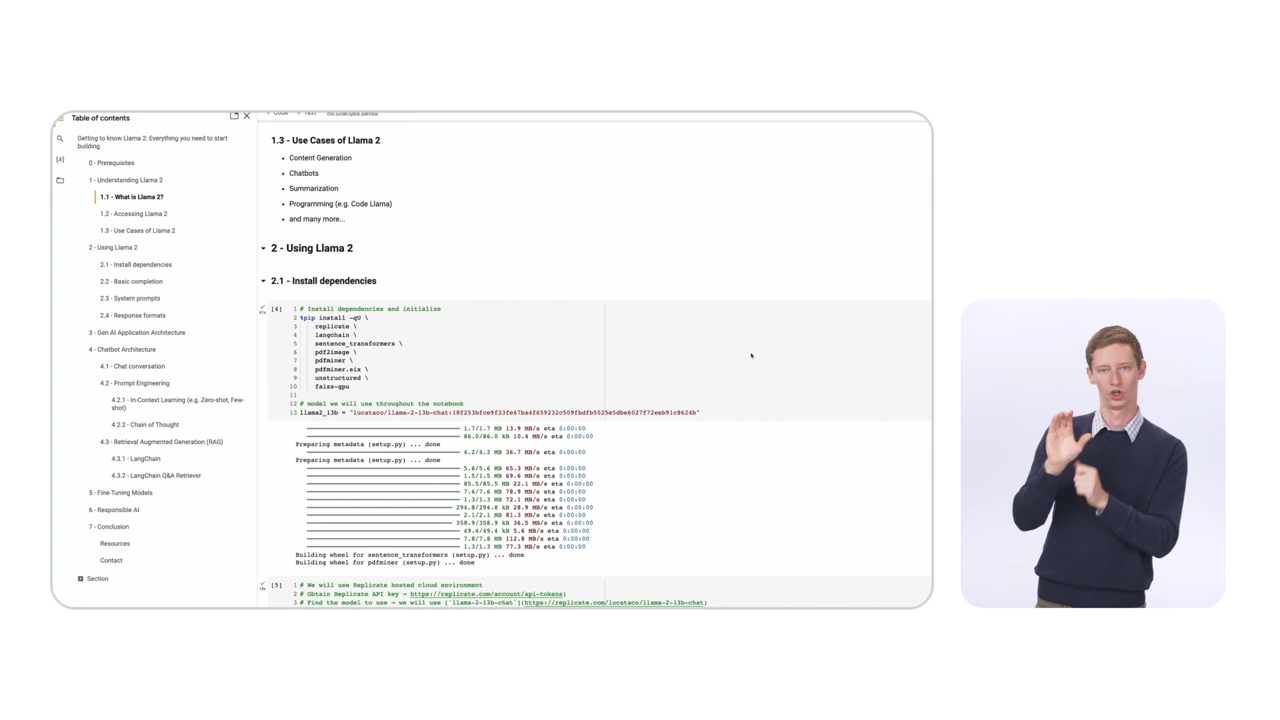 Table of contents
Getting to know Llama 2: Everything you need to start
building
0 - Prerequisites
1 - Understanding Llama 2
1.1 - What is Llama 2?
1.2 - Accessing Llama 2
1.3 - Use Cases of Llama 2
2 - Using Llama 2
2.1 - Install dependencies
2.2 - Basic completion
2.3 - System prompts
2.4 - Response formats
3 - Gen AI Application Architecture
4 - Chatbot Architecture
4.1 - Chat conversation
4.2 - Prompt Engineering
4.2.1 - In-Context Learning (e.g. Zero-shot, Few-
shot)
4.2.2 - Chain of Thought
4.3 - Retrieval Augmented Generation (RAG)
4.3.1 - LangChain
4.3.2 - LangChain Q&A Retriever
5 - Fine-Tuning Models
6 - Responsible AI
7 - Conclusion
Resources
Contact
Section
+ Code + Text All changes saved
1.3 - Use Cases of Llama 2
• Content Generation
• Chatbots
• Summarization
• Programming (e.g. Code Llama)
• and many more...
2 - Using Llama 2
2.1 - Install dependencies
[4] 1 # Install dependencies and initialize
2 %pip install -qU \
3 replicate \
4 langchain \
5 sentence_transformers \
6 pdf2image \
7 pdfminer \
8 pdfminer.six \
9 unstructured \
10 faiss-gpu
11
12 # model we will use throughout the notebook
13 llama2_13b = "lucataco/llama-2-13b-chat:18f253bfce9f33fe67ba4f659232c509fbdfb5025e5dbe6027f72eeb91c8624b"
1.7/1.7 MB 13.9 MB/s eta 0:00:00
86.0/86.0 kB 10.4 MB/s eta 0:00:00
Preparing metadata (setup.py) ... done
4.2/4.2 MB 36.7 MB/s eta 0:00:00
Preparing metadata (setup.py) ... done
5.6/5.6 MB 65.3 MB/s eta 0:00:00
1.5/1.5 MB 69.6 MB/s eta 0:00:00
85.5/85.5 kB 22.1 MB/s eta 0:00:00
7.6/7.6 MB 78.9 MB/s eta 0:00:00
1.3/1.3 MB 72.1 MB/s eta 0:00:00
294.8/294.8 kB 28.9 MB/s eta 0:00:00
2.1/2.1 MB 81.3 MB/s eta 0:00:00
358.9/358.9 kB 36.5 MB/s eta 0:00:00
49.4/49.4 kB 5.6 MB/s eta 0:00:00
7.8/7.8 MB 112.8 MB/s eta 0:00:00
1.3/1.3 MB 77.3 MB/s eta 0:00:00
Building wheel for sentence_transformers (setup.py) ... done
Building wheel for pdfminer (setup.py) ... done
[5] 1 # We will use Replicate hosted cloud environment
2 # Obtain Replicate API key → https://replicate.com/account/api-tokens)
3 # Find the model to use → we will use [`llama-2-13b-chat`](https://replicate.com/lucataco/llama-2-13b-chat)